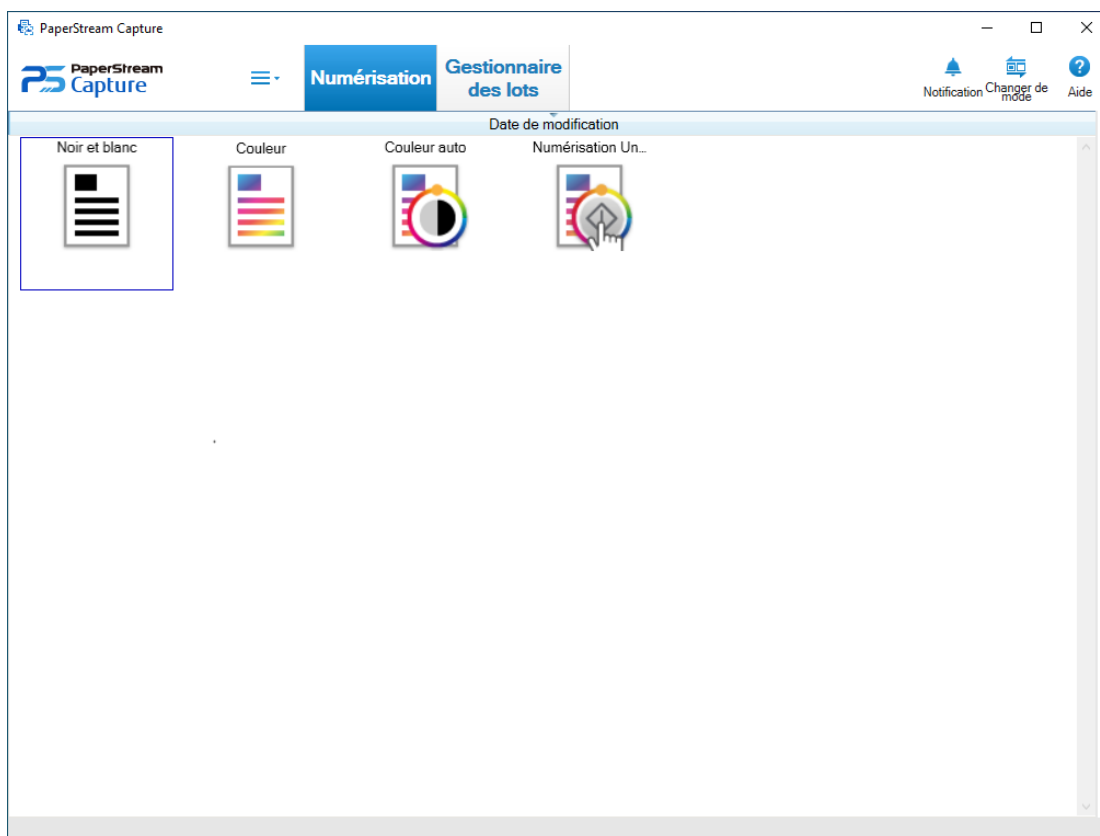 PaperStream Capture
PaperStream
Capture
Numérisation
Gestionnaire
des lots
Notification
Changer de
mode
Aide
Date de modification
Noir et blanc
Couleur
Couleur auto
Numérisation Un...